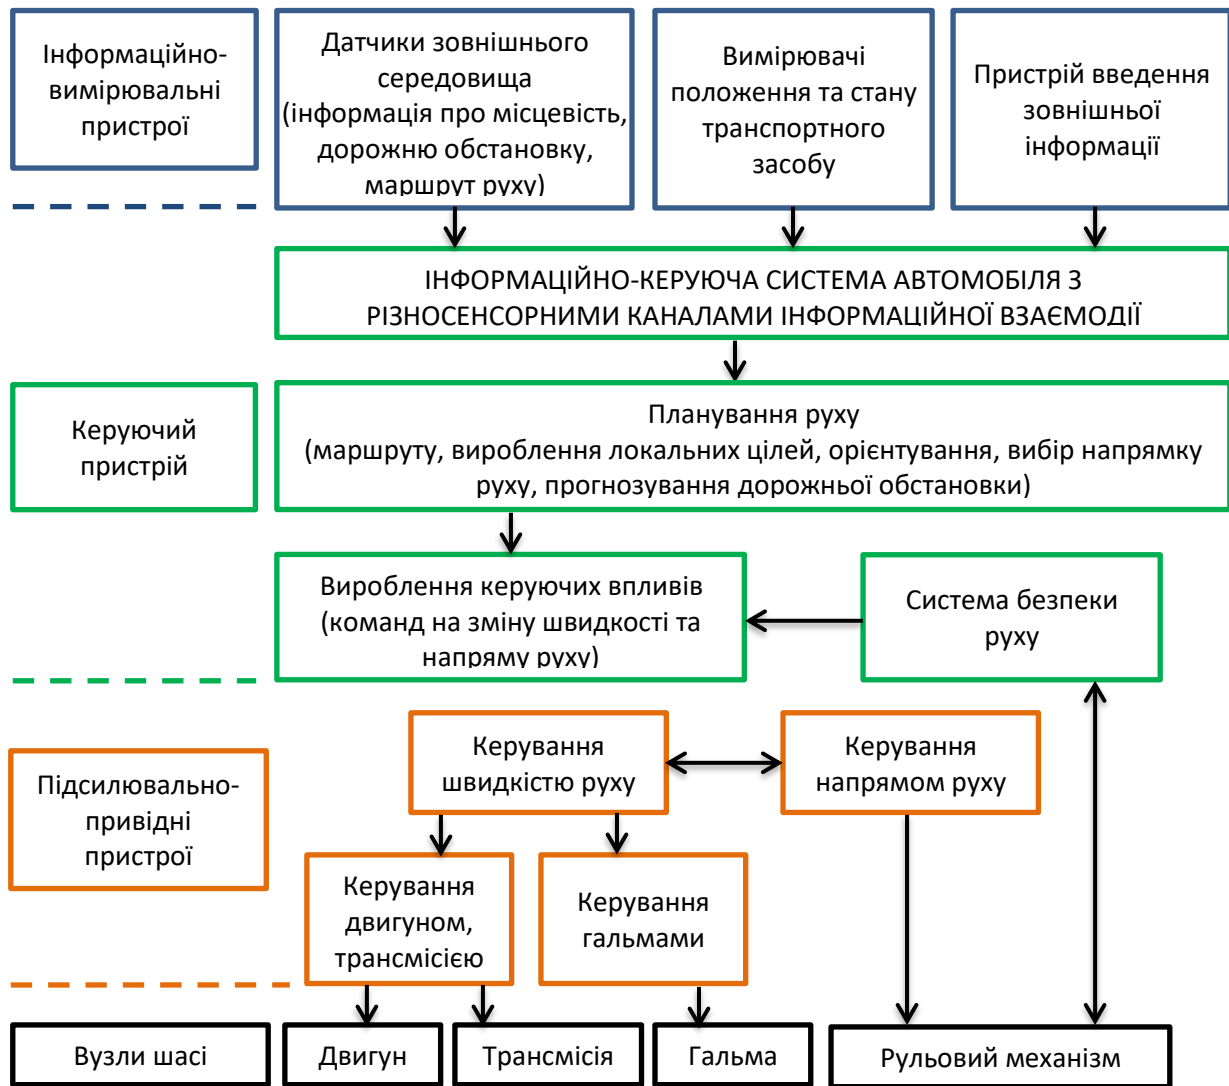 Інформаційно-
вимірювальні
пристрої
Датчики зовнішнього
середовища
(інформація про місцевість,
дорожню обстановку,
маршрут руху)
Вимірювачі
положення та стану
транспортного
засобу
Пристрій введення
зовнішньої
інформації
ІНФОРМАЦІЙНО-КЕРУЮЧА СИСТЕМА АВТОМОБІЛЯ З
РІЗНОСЕНСОРНИМИ КАНАЛАМИ ІНФОРМАЦІЙНОЇ ВЗАЄМОДІЇ
Керуючий
пристрій
Планування руху
(маршруту, вироблення локальних цілей, орієнтування, вибір напрямку
руху, прогнозування дорожньої обстановки)
Вироблення керуючих впливів
(команд на зміну швидкості та
напряму руху)
Система безпеки
руху
Підсилювально-
привідні
пристрої
Керування
швидкістю руху
Керування
напрямом руху
Керування
двигуном,
трансмісією
Керування
гальмами
Вузли шасі
Двигун
Трансмісія
Гальма
Рульовий механізм